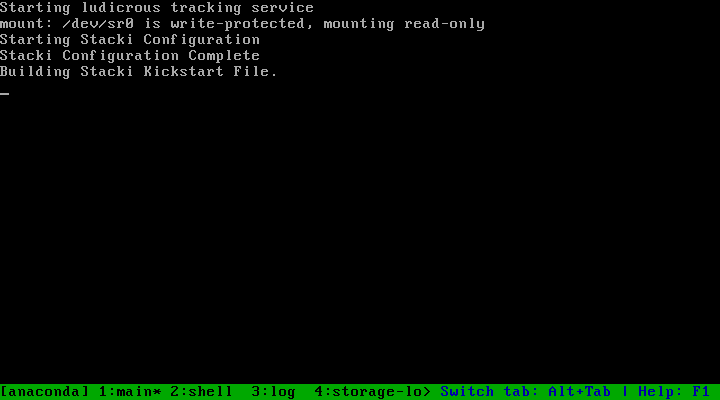 Starting ludicrous tracking service
mount: /dev/sr0 is write-protected, mounting read-only
Starting Stacki Configuration
Stacki Configuration Complete
Building Stacki Kickstart File.
[anaconda] 1:main* 2:shell  3:log  4:storage-lo> Switch tab: Alt+Tab | Help: F1